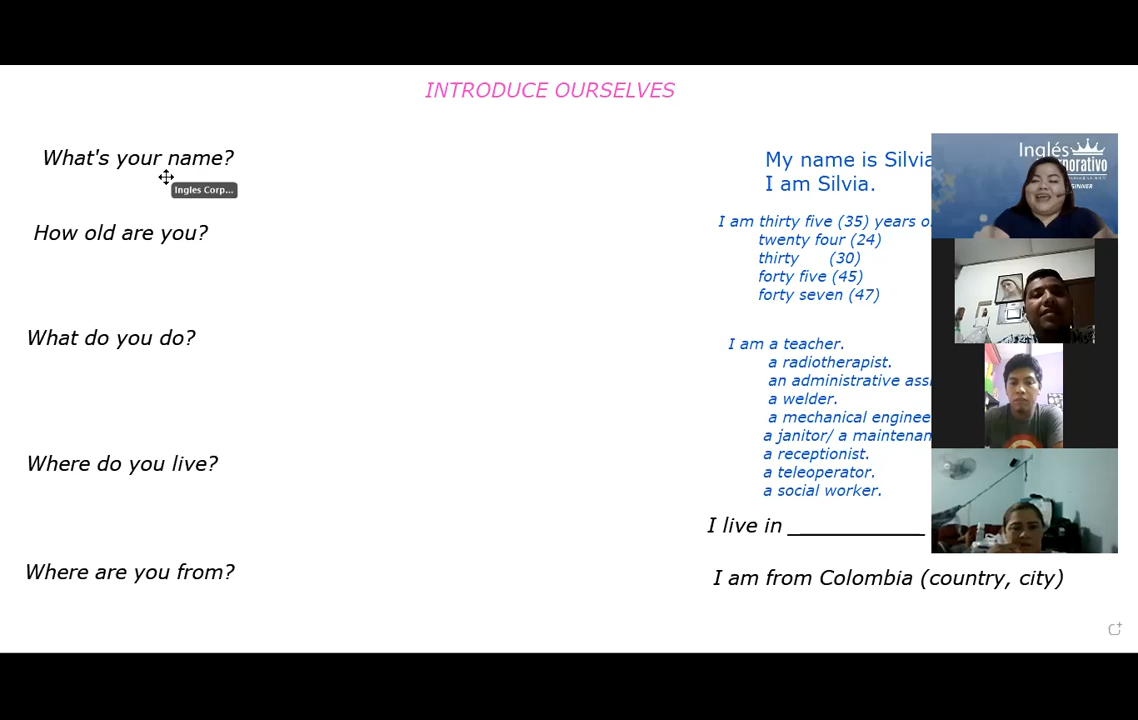 INTRODUCE OURSELVES
What's your name?
Ingles Corp...
How old are you?
What do you do?
Where do you live?
Where are you from?
My name is Silvia
I am Silvia.
I am thirty five (35) years
twenty four (24)
thirty (30)
forty five (45)
forty seven (47)
I am a teacher.
a radiotherapist.
an administrative
a welder.
a mechanical
a janitor/ a
a receptionist.
a teleoperator.
a social worker.
I live in ____________
I am from Colombia (country, city)
Inglés